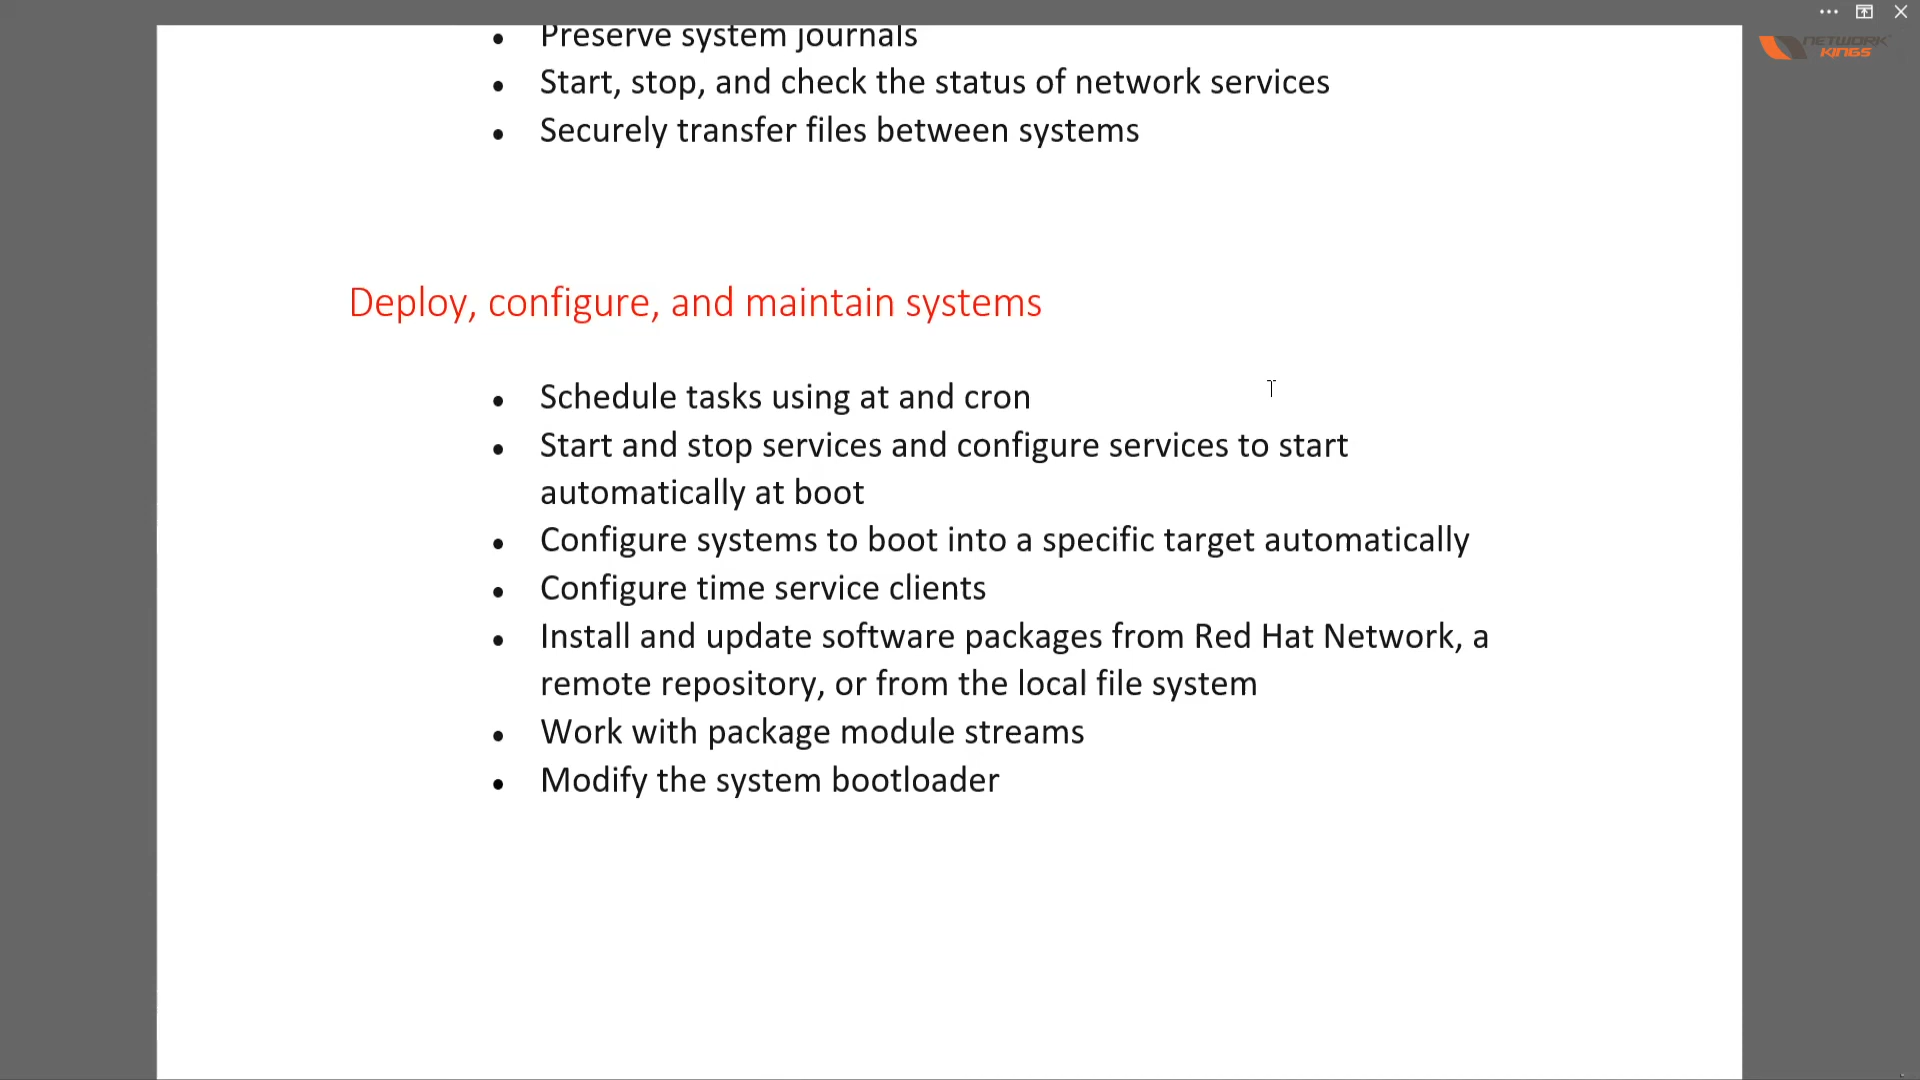 NETWORK
KINGS
Preserve system journals
Start, stop, and check the status of network services
Securely transfer files between systems
Deploy, configure, and maintain systems
Schedule tasks using at and cron
Start and stop services and configure services to start
automatically at boot
Configure systems to boot into a specific target automatically
Configure time service clients
Install and update software packages from Red Hat Network, a
remote repository, or from the local file system
Work with package module streams
Modify the system bootloader